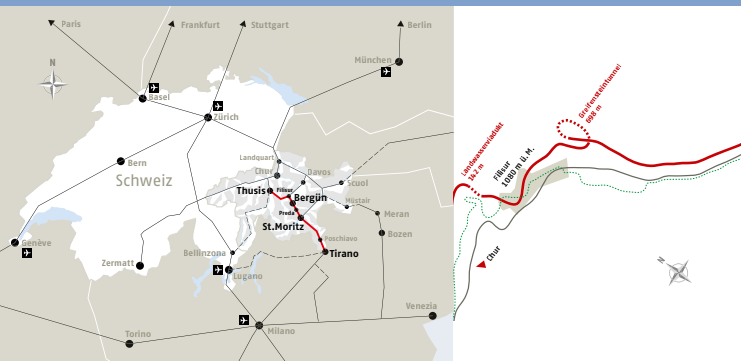 Paris
Frankfurt
Stuttgart
Berlin
N
München
Basel
Zürich
Landquart
Bern
Chur
Davos
Schweiz
Scuol
Thusis
Filisur
Bergün
Müstair
Preda
Meran
St.Moritz
Bozen
Genève
Poschiavo
Bellinzona
Tirano
Zermatt
Lugano
Venezia
Torino
Milano
Greifensteintunnel
698 m
Landwasserviadukt
142 m
Filisur
1080 m ü. M.
Chur
N